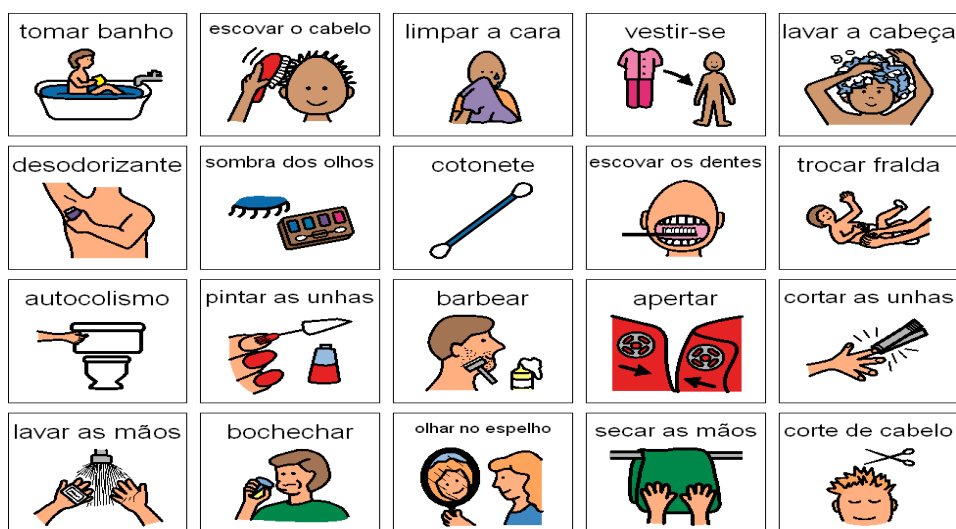 tomar banho
escovar o cabelo
limpar a cara
vestir-se
lavar a cabeça
desodorizante
sombra dos olhos
cotonete
escovar os dentes
trocar fralda
autocolismo
pintar as unhas
barbear
apertar
cortar as unhas
lavar as mãos
bochechar
olhar no espelho
secar as mãos
corte de cabelo